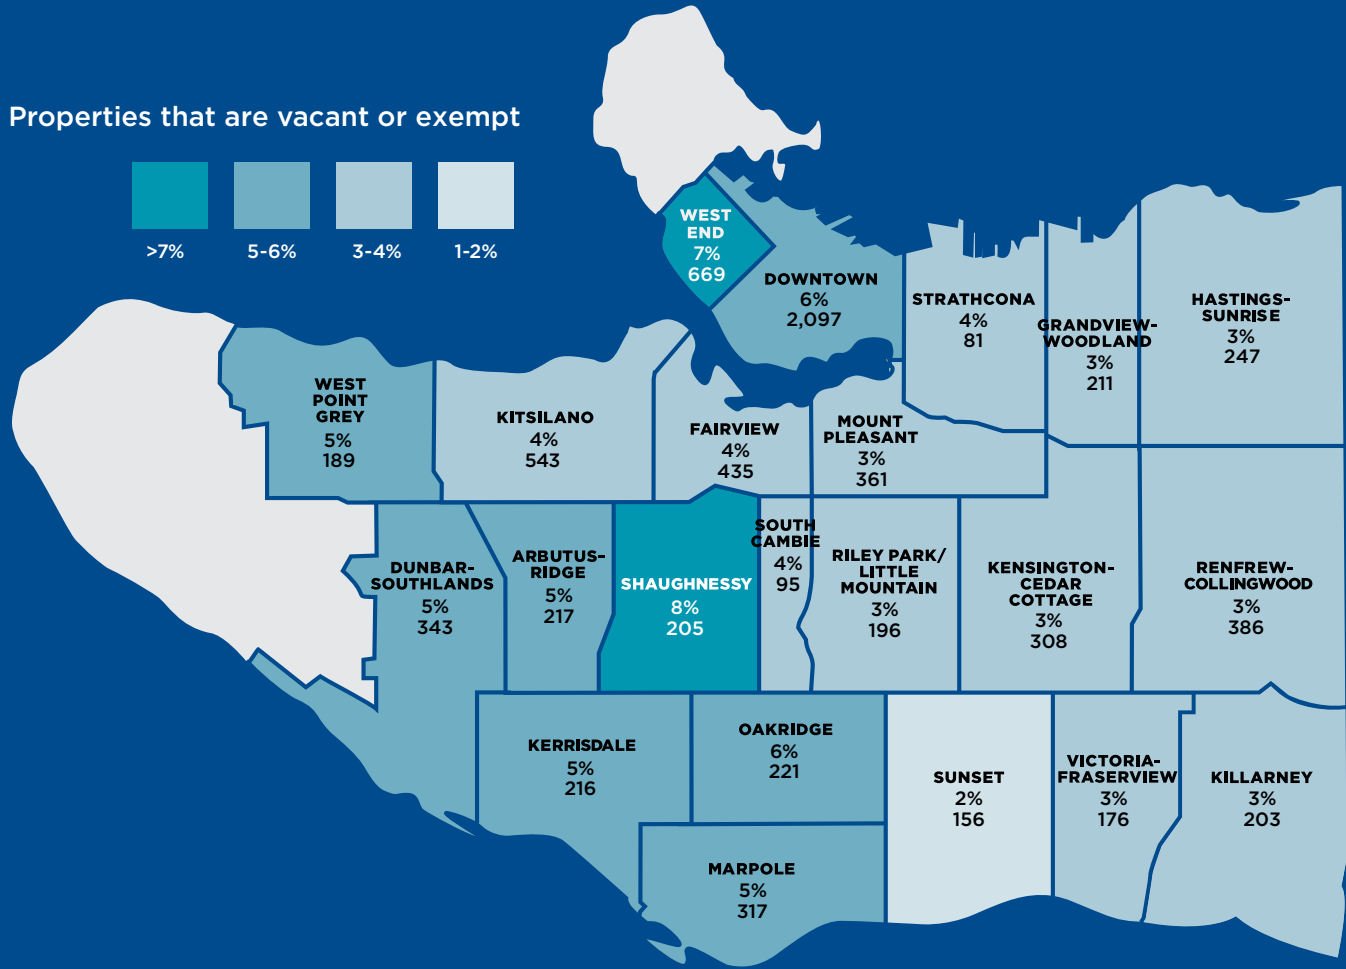 Properties that are vacant or exempt
>7%
5-6%
3-4%
1-2%
WEST
END
7%
669
DOWNTOWN
6%
2,097
STRATHCONA
4%
81
GRANDVIEW-
WOODLAND
3%
211
HASTINGS-
SUNRISE
3%
247
WEST
POINT
GREY
5%
189
KITSILANO
4%
543
FAIRVIEW
4%
435
MOUNT
PLEASANT
3%
361
DUNBAR-
SOUTHLANDS
5%
343
ARBUTUS-
RIDGE
5%
217
SHAUGHNESSY
8%
205
SOUTH
CAMBIE
4%
95
RILEY PARK/
LITTLE
MOUNTAIN
3%
196
KENSINGTON-
CEDAR
COTTAGE
3%
308
RENFREW-
COLLINGWOOD
3%
386
KERRISDALE
5%
216
OAKRIDGE
6%
221
SUNSET
2%
156
VICTORIA-
FRASERVIEW
3%
176
KILLARNEY
3%
203
MARPOLE
5%
317